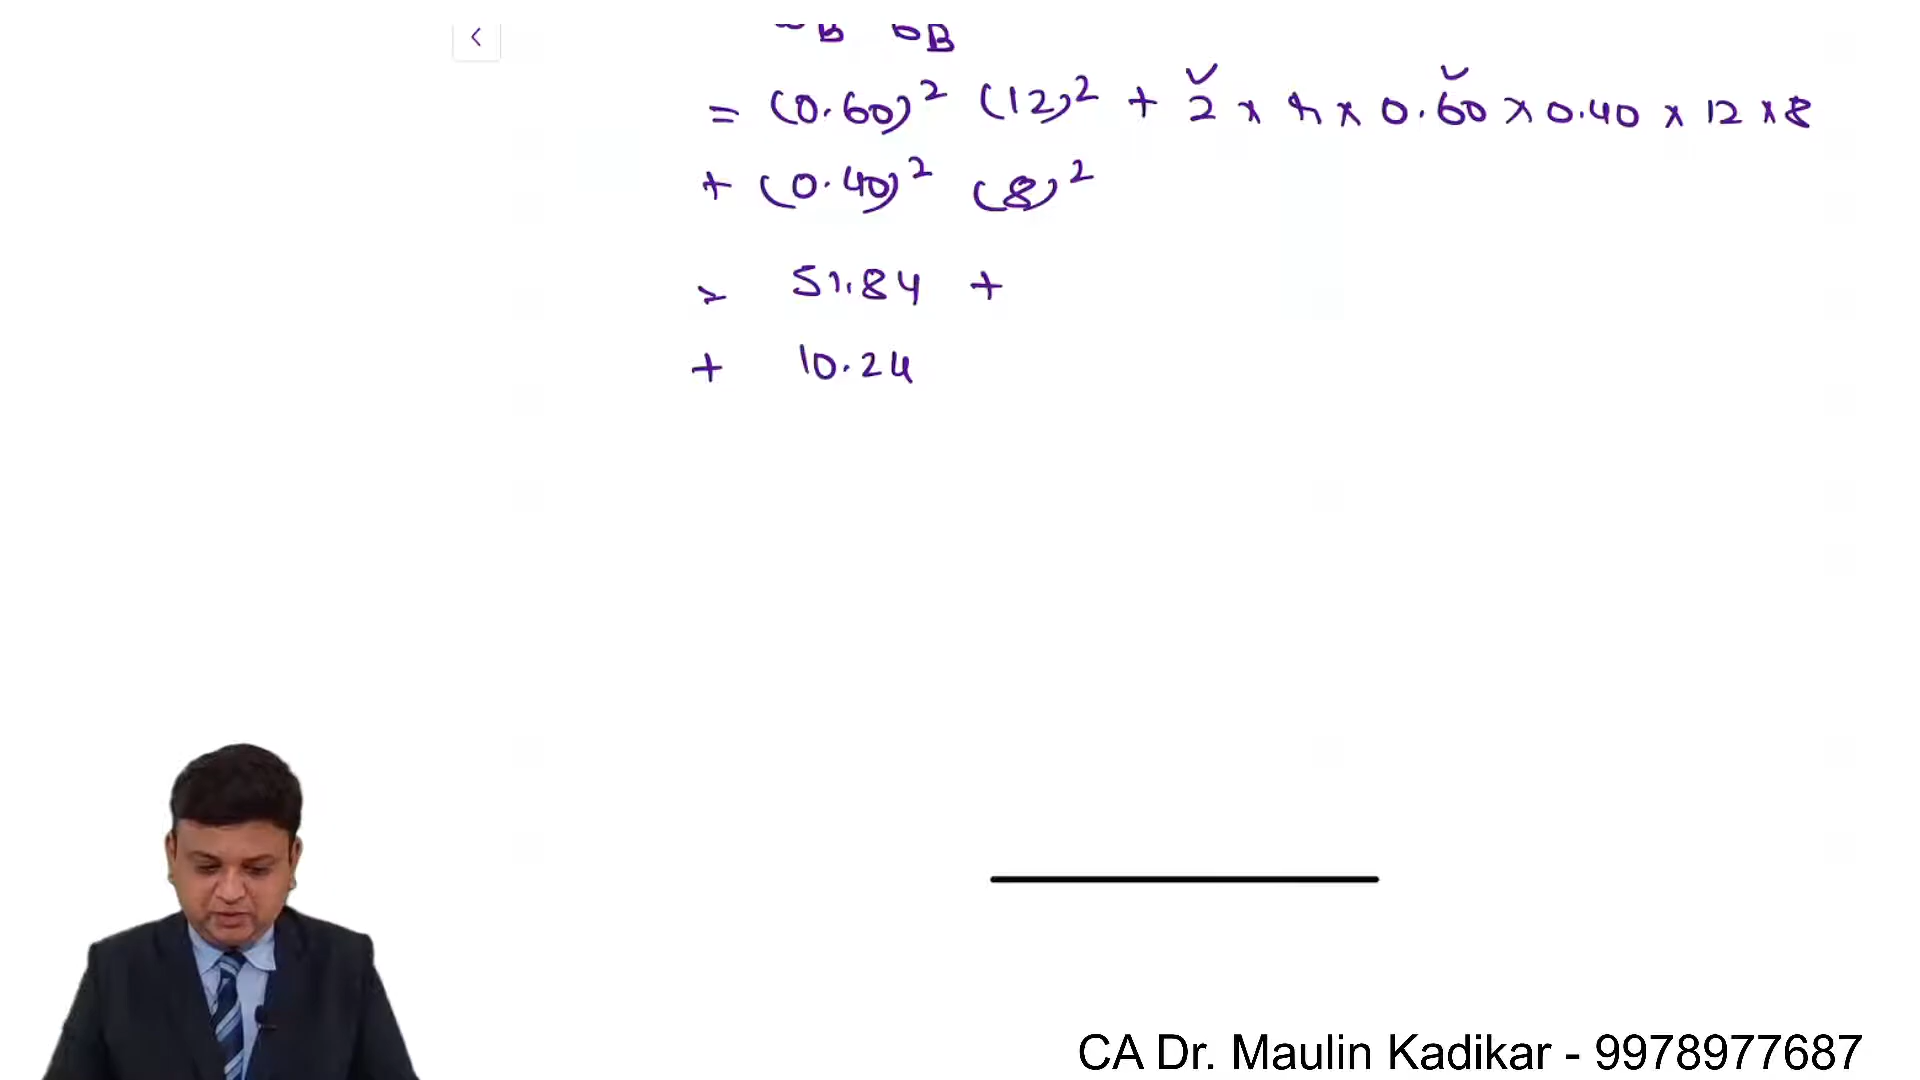 B σB
= (0.60)² (12)² + 2 × r × 0.60 × 0.40 × 12 × 8
+ (0.40)² (8)²
= 51.84 +
+ 10.24
CA Dr. Maulin Kadikar - 9978977687